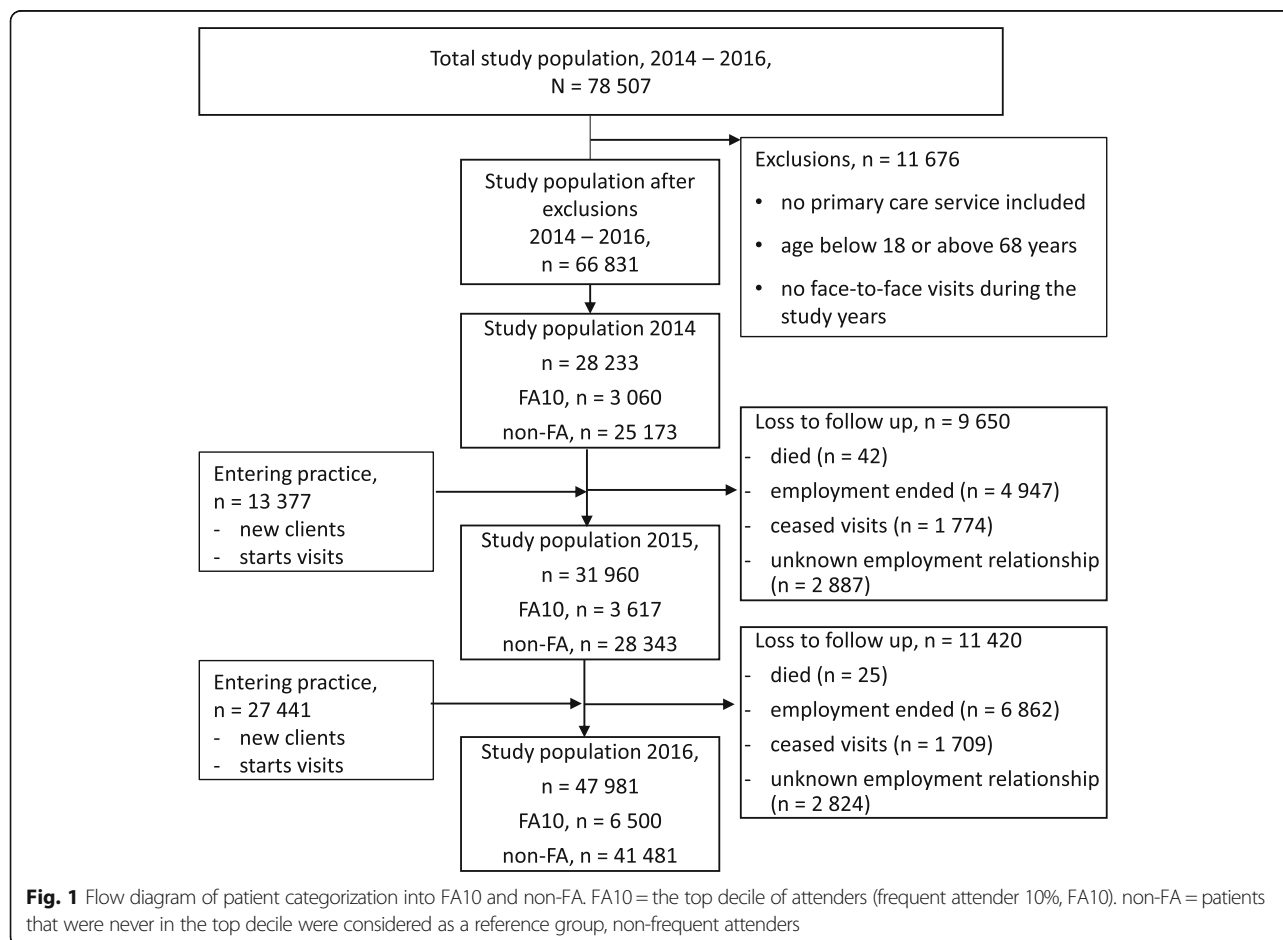 Total study population, 2014 – 2016,
N = 78 507
Exclusions, n = 11 676
• no primary care service included
• age below 18 or above 68 years
• no face-to-face visits during the
study years
Study population after
exclusions
2014 – 2016,
n = 66 831
Study population 2014
n = 28 233
FA10, n = 3 060
non-FA, n = 25 173
Loss to follow up, n = 9 650
- died (n = 42)
- employment ended (n = 4 947)
- ceased visits (n = 1 774)
- unknown employment relationship
(n = 2 887)
Entering practice,
n = 13 377
- new clients
- starts visits
Study population 2015,
n = 31 960
FA10, n = 3 617
non-FA, n = 28 343
Loss to follow up, n = 11 420
- died (n = 25)
- employment ended (n = 6 862)
- ceased visits (n = 1 709)
- unknown employment relationship
(n = 2 824)
Entering practice,
n = 27 441
- new clients
- starts visits
Study population 2016,
n = 47 981
FA10, n = 6 500
non-FA, n = 41 481
Fig. 1 Flow diagram of patient categorization into FA10 and non-FA. FA10 = the top decile of attenders (frequent attender 10%, FA10). non-FA = patients
that were never in the top decile were considered as a reference group, non-frequent attenders